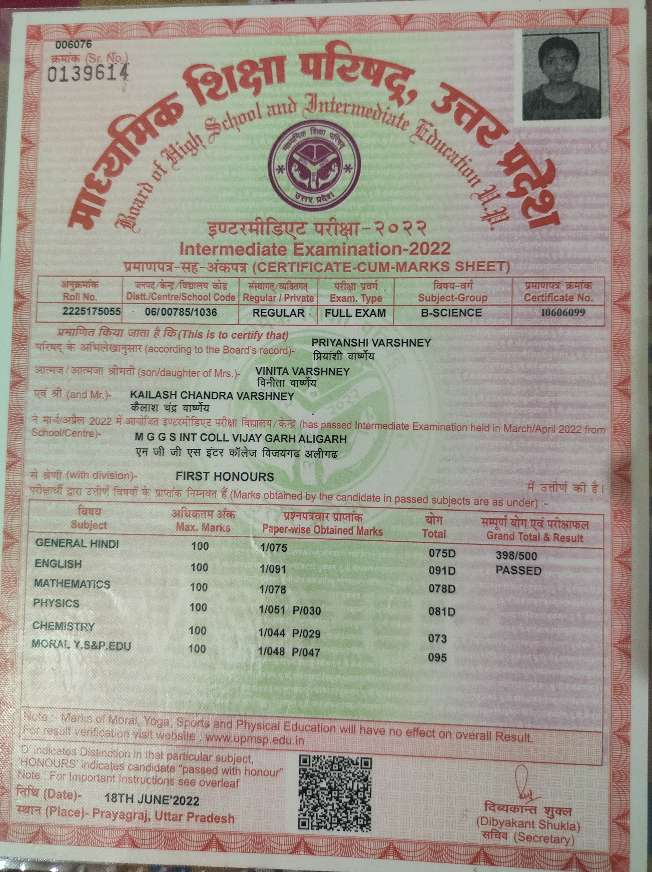 006076
क्रमांक (Sr. No.)
0139614
माध्यमिक शिक्षा परिषद्, उत्तर प्रदेश
Board of High School and Intermediate Education U.P.
माध्यमिक शिक्षा परिषद्
उत्तर प्रदेश
इण्टरमीडिएट परीक्षा-२०२२
Intermediate Examination-2022
प्रमाणपत्र-सह-अंकपत्र (CERTIFICATE-CUM-MARKS SHEET)
अनुक्रमांक जनपद/केन्द्र/विद्यालय कोड संस्थागत/व्यक्तिगत परीक्षा प्रवर्ग विषय-वर्ग प्रमाणपत्र क्रमांक
Roll No. Distt./Centre/School Code Regular / Private Exam. Type Subject-Group Certificate No.
2225175055 06/00785/1036 REGULAR FULL EXAM B-SCIENCE 10606099
प्रमाणित किया जाता है कि (This is to certify that)
परिषद के अभिलेखानुसार (according to the Board's record)- PRIYANSHI VARSHNEY
प्रियांशी वार्ष्णेय
आत्मज / आत्मजा श्रीमती (son/daughter of Mrs.)- VINITA VARSHNEY
विनीता वार्ष्णेय
एवं श्री (and Mr.)- KAILASH CHANDRA VARSHNEY
कैलाश चंद्र वार्ष्णेय
ने मार्च/अप्रैल 2022 में आयोजित इण्टरमीडिएट परीक्षा विद्यालय/केन्द्र (has passed Intermediate Examination held in March/April 2022 from
School/Centre)- M G G S INT COLL VIJAY GARH ALIGARH
एम जी जी एस इंटर कॉलेज विजयगढ अलीगढ
से श्रेणी (with division)- FIRST HONOURS में उत्तीर्ण की है।
परीक्षार्थी द्वारा उत्तीर्ण विषयों के प्राप्तांक निम्नवत हैं (Marks obtained by the candidate in passed subjects are as under) :-
विषय अधिकतम अंक प्रश्नपत्रवार प्राप्तांक योग सम्पूर्ण योग एवं परीक्षाफल
Subject Max. Marks Paper-wise Obtained Marks Total Grand Total & Result
GENERAL HINDI 100 1/075 075D 398/500
ENGLISH 100 1/091 091D PASSED
MATHEMATICS 100 1/078 078D
PHYSICS 100 1/051 P/030 081D
CHEMISTRY 100 1/044 P/029 073
MORAL Y.S&P.EDU 100 1/048 P/047 095
Note : Marks of Moral, Yoga, Sports and Physical Education will have no effect on overall Result.
For result verification visit website : www.upmsp.edu.in
'D' indicates Distinction in that particular subject,
'HONOURS' indicates candidate "passed with honour"
Note : For Important Instructions see overleaf
तिथि (Date)- 18TH JUNE'2022
स्थान (Place)- Prayagraj, Uttar Pradesh
दिव्यकान्त शुक्ल
(Dibyakant Shukla)
सचिव (Secretary)